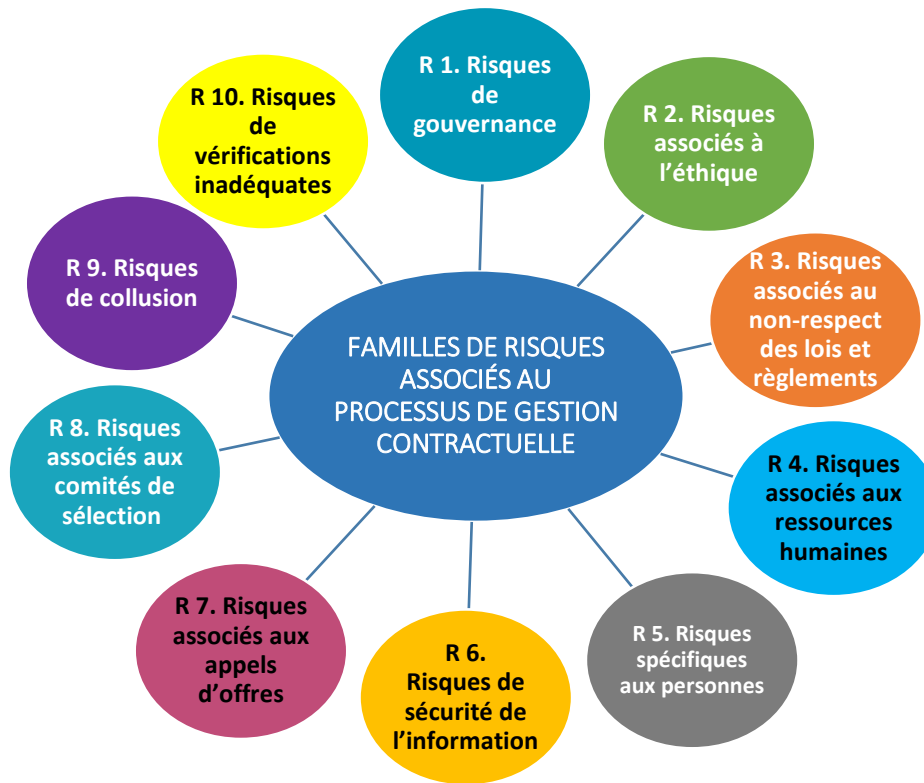 R 1. Risques
de
gouvernance
R 2. Risques
associés à
l’éthique
R 3. Risques
associés au
non-respect
des lois et
règlements
R 4. Risques
associés aux
ressources
humaines
R 5. Risques
spécifiques
aux personnes
R 6.
Risques de
sécurité de
l’information
R 7. Risques
associés aux
appels
d’offres
R 8. Risques
associés aux
comités de
sélection
R 9. Risques
de collusion
R 10. Risques
de
vérifications
inadéquates
FAMILLES DE RISQUES
ASSOCIÉS AU
PROCESSUS DE GESTION
CONTRACTUELLE